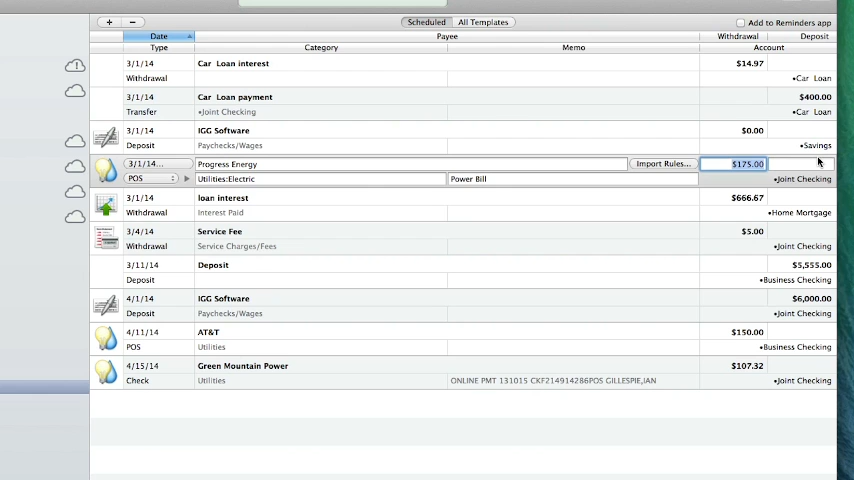 + − Scheduled All Templates Add to Reminders app
Date Payee Withdrawal Deposit
Type Category Memo Account
3/1/14 Car Loan interest $14.97
Withdrawal •Car Loan
3/1/14 Car Loan payment $400.00
Transfer •Joint Checking •Car Loan
3/1/14 IGG Software $0.00
Deposit Paychecks/Wages •Savings
3/1/14... Progress Energy Import Rules... $175.00
POS Utilities:Electric Power Bill •Joint Checking
3/1/14 loan interest $666.67
Withdrawal Interest Paid •Home Mortgage
3/4/14 Service Fee $5.00
Withdrawal Service Charges/Fees •Joint Checking
3/11/14 Deposit $5,555.00
Deposit •Business Checking
4/1/14 IGG Software $6,000.00
Deposit Paychecks/Wages •Joint Checking
4/11/14 AT&T $150.00
POS Utilities •Business Checking
4/15/14 Green Mountain Power $107.32
Check Utilities ONLINE PMT 131015 CKF214914286POS GILLESPIE,IAN •Joint Checking